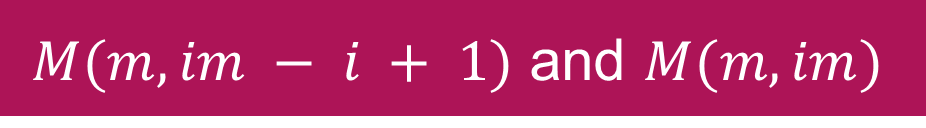 M(m, im − i + 1) and M(m, im)